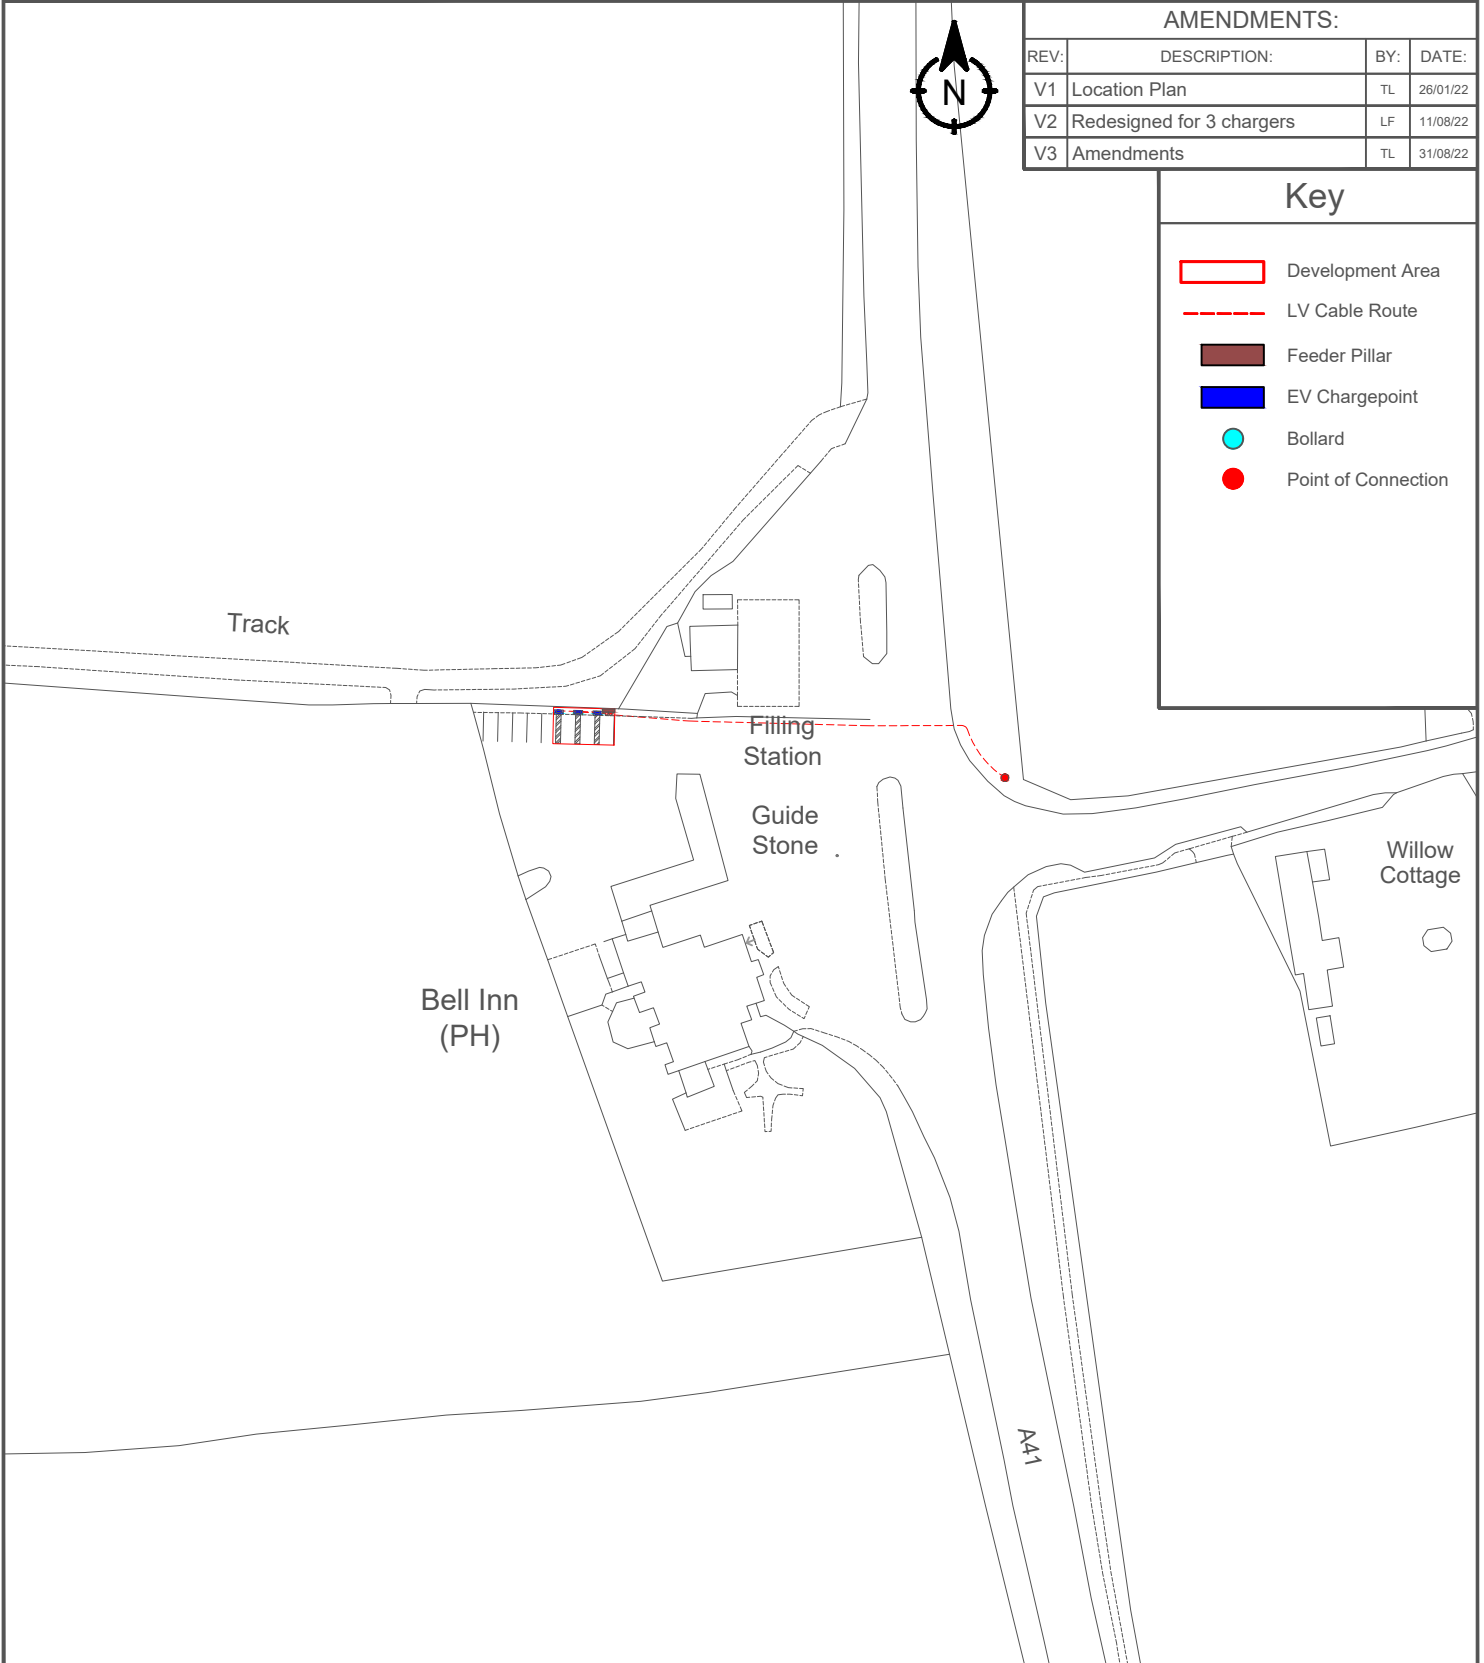 AMENDMENTS:
REV: DESCRIPTION: BY: DATE:
V1 Location Plan TL 26/01/22
V2 Redesigned for 3 chargers LF 11/08/22
V3 Amendments TL 31/08/22
N
Key
Development Area
LV Cable Route
Feeder Pillar
EV Chargepoint
Bollard
Point of Connection
Track
Filling
Station
Guide
Stone
Willow
Cottage
Bell Inn
(PH)
A41